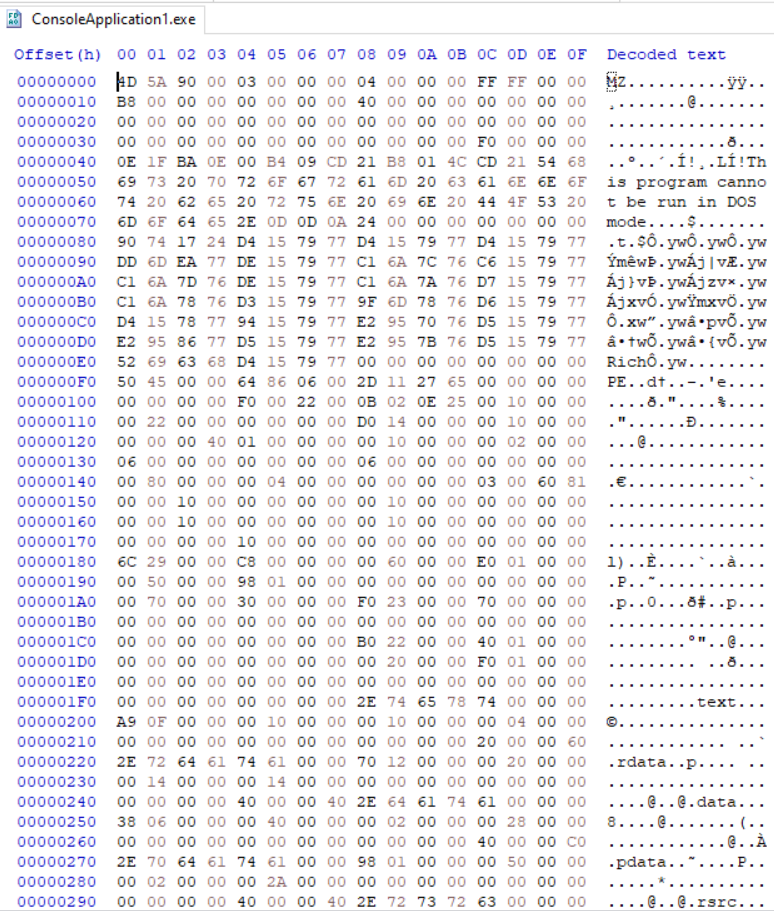 ConsoleApplication1.exe
Offset(h) 00 01 02 03 04 05 06 07 08 09 0A 0B 0C 0D 0E 0F Decoded text
00000000 4D 5A 90 00 03 00 00 00 04 00 00 00 FF FF 00 00 MZ..........ÿÿ..
00000010 B8 00 00 00 00 00 00 00 40 00 00 00 00 00 00 00 ¸.......@.......
00000020 00 00 00 00 00 00 00 00 00 00 00 00 00 00 00 00 ................
00000030 00 00 00 00 00 00 00 00 00 00 00 00 F0 00 00 00 ............ð...
00000040 0E 1F BA 0E 00 B4 09 CD 21 B8 01 4C CD 21 54 68 ..º..´.Í!¸.LÍ!Th
00000050 69 73 20 70 72 6F 67 72 61 6D 20 63 61 6E 6E 6F is program canno
00000060 74 20 62 65 20 72 75 6E 20 69 6E 20 44 4F 53 20 t be run in DOS
00000070 6D 6F 64 65 2E 0D 0D 0A 24 00 00 00 00 00 00 00 mode....$.......
00000080 90 74 17 24 D4 15 79 77 D4 15 79 77 D4 15 79 77 .t.$Ô.ywÔ.ywÔ.yw
00000090 DD 6D EA 77 DE 15 79 77 C1 6A 7C 76 C6 15 79 77 ÝmêwÞ.ywÁj|vÆ.yw
000000A0 C1 6A 7D 76 DE 15 79 77 C1 6A 7A 76 D7 15 79 77 Áj}vÞ.ywÁjzv×.yw
000000B0 C1 6A 78 76 D3 15 79 77 9F 6D 78 76 D6 15 79 77 ÁjxvÓ.ywŸmxvÖ.yw
000000C0 D4 15 78 77 94 15 79 77 E2 95 70 76 D5 15 79 77 Ô.xw”.ywâ•pvÕ.yw
000000D0 E2 95 86 77 D5 15 79 77 E2 95 7B 76 D5 15 79 77 â•†wÕ.ywâ•{vÕ.yw
000000E0 52 69 63 68 D4 15 79 77 00 00 00 00 00 00 00 00 RichÔ.yw........
000000F0 50 45 00 00 64 86 06 00 2D 11 27 65 00 00 00 00 PE..d†..-.'e....
00000100 00 00 00 00 F0 00 22 00 0B 02 0E 25 00 10 00 00 ....ð."....%....
00000110 00 22 00 00 00 00 00 00 D0 14 00 00 00 10 00 00 ."......Ð.......
00000120 00 00 00 40 01 00 00 00 00 10 00 00 00 02 00 00 ...@............
00000130 06 00 00 00 00 00 00 00 06 00 00 00 00 00 00 00 ................
00000140 00 80 00 00 00 04 00 00 00 00 00 00 03 00 60 81 .€............`.
00000150 00 00 10 00 00 00 00 00 00 10 00 00 00 00 00 00 ................
00000160 00 00 10 00 00 00 00 00 00 10 00 00 00 00 00 00 ................
00000170 00 00 00 00 10 00 00 00 00 00 00 00 00 00 00 00 ................
00000180 6C 29 00 00 C8 00 00 00 00 60 00 00 E0 01 00 00 l)..È....`..à...
00000190 00 50 00 00 98 01 00 00 00 00 00 00 00 00 00 00 .P..˜...........
000001A0 00 70 00 00 30 00 00 00 F0 23 00 00 70 00 00 00 .p..0...ð#..p...
000001B0 00 00 00 00 00 00 00 00 00 00 00 00 00 00 00 00 ................
000001C0 00 00 00 00 00 00 00 00 B0 22 00 00 40 01 00 00 ........°"..@...
000001D0 00 00 00 00 00 00 00 00 00 20 00 00 F0 01 00 00 ......... ..ð...
000001E0 00 00 00 00 00 00 00 00 00 00 00 00 00 00 00 00 ................
000001F0 00 00 00 00 00 00 00 00 2E 74 65 78 74 00 00 00 .........text...
00000200 A9 0F 00 00 00 10 00 00 00 10 00 00 00 04 00 00 ©...............
00000210 00 00 00 00 00 00 00 00 00 00 00 00 20 00 00 60 ............ ..`
00000220 2E 72 64 61 74 61 00 00 70 12 00 00 00 20 00 00 .rdata..p.... ..
00000230 00 14 00 00 00 14 00 00 00 00 00 00 00 00 00 00 ................
00000240 00 00 00 00 40 00 00 40 2E 64 61 74 61 00 00 00 ....@..@.data...
00000250 38 06 00 00 00 40 00 00 00 02 00 00 00 28 00 00 8....@.......(..
00000260 00 00 00 00 00 00 00 00 00 00 00 00 40 00 00 C0 ............@..À
00000270 2E 70 64 61 74 61 00 00 98 01 00 00 00 50 00 00 .pdata..˜....P..
00000280 00 02 00 00 00 2A 00 00 00 00 00 00 00 00 00 00 .....*..........
00000290 00 00 00 00 40 00 00 40 2E 72 73 72 63 00 00 00 ....@..@.rsrc...